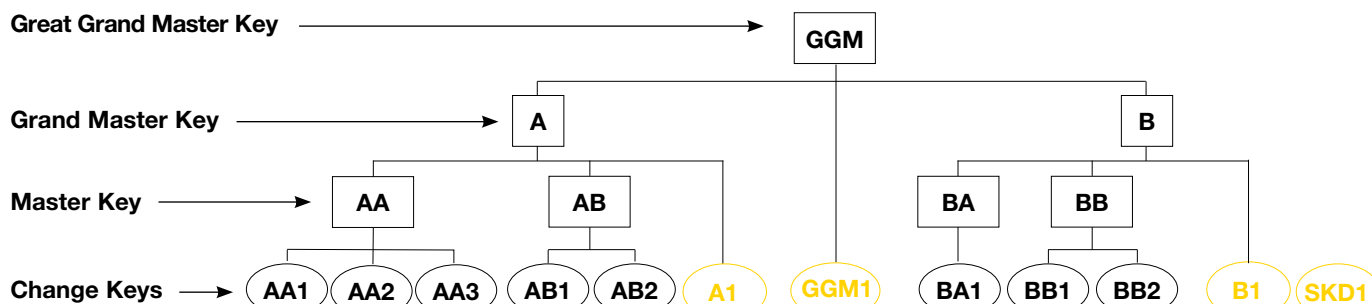 Great Grand Master Key
GGM
Grand Master Key
A
B
Master Key
AA
AB
BA
BB
Change Keys
AA1
AA2
AA3
AB1
AB2
A1
GGM1
BA1
BB1
BB2
B1
SKD1